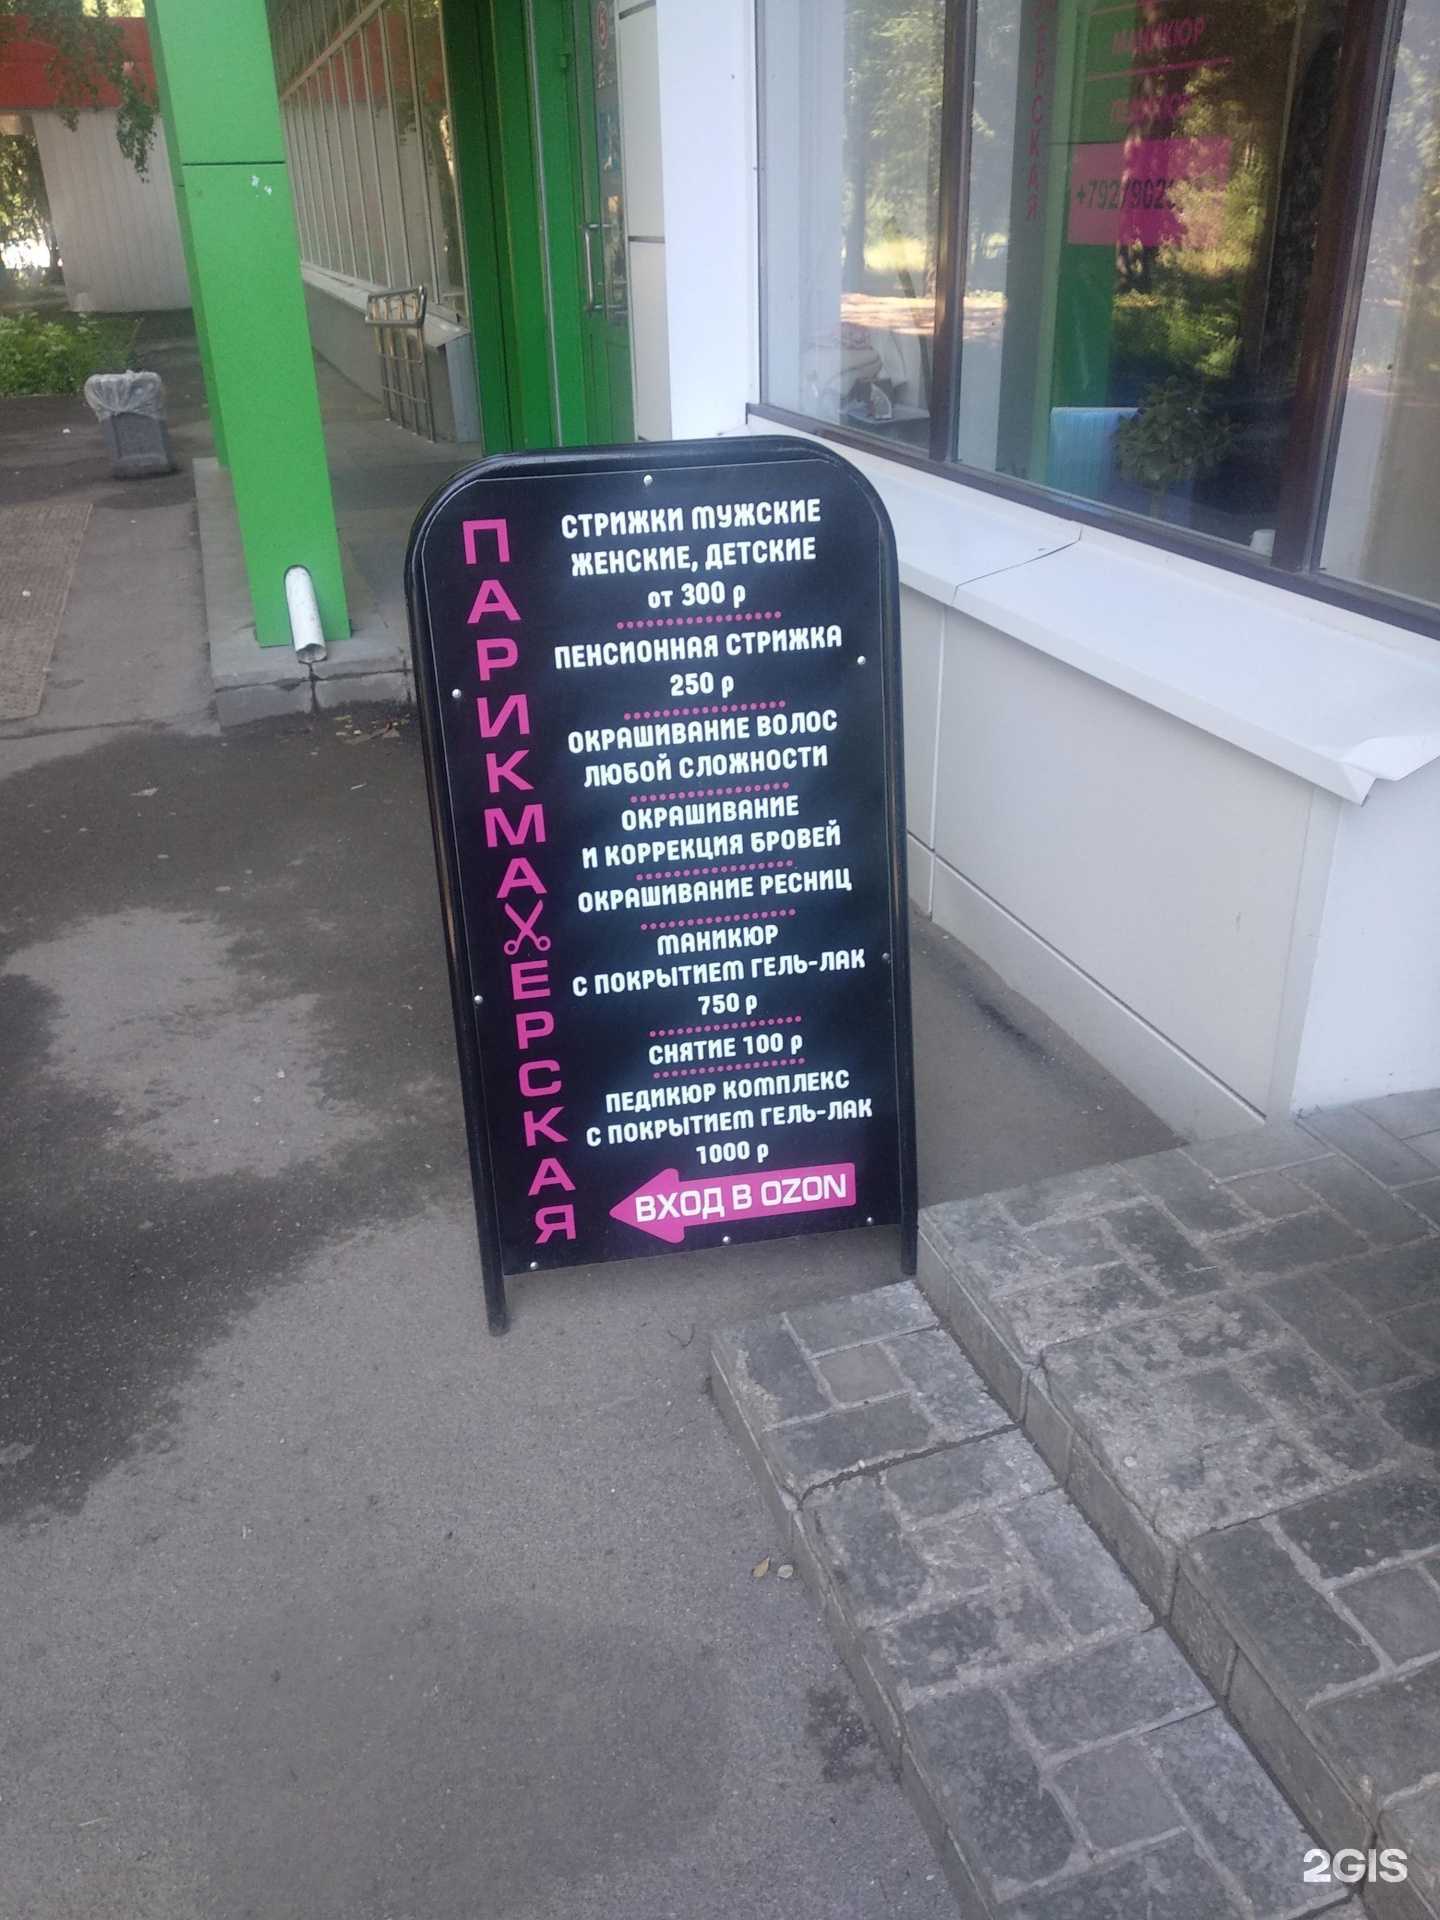 ПАРИКМАХЕРСКАЯ
СТРИЖКИ МУЖСКИЕ
ЖЕНСКИЕ, ДЕТСКИЕ
от 300 р
ПЕНСИОННАЯ СТРИЖКА
250 р
ОКРАШИВАНИЕ ВОЛОС
ЛЮБОЙ СЛОЖНОСТИ
ОКРАШИВАНИЕ
И КОРРЕКЦИЯ БРОВЕЙ
ОКРАШИВАНИЕ РЕСНИЦ
МАНИКЮР
С ПОКРЫТИЕМ ГЕЛЬ-ЛАК
750 р
СНЯТИЕ 100 р
ПЕДИКЮР КОМПЛЕКС
С ПОКРЫТИЕМ ГЕЛЬ-ЛАК
1000 р
ВХОД В OZON
МАНИКЮР
2GIS